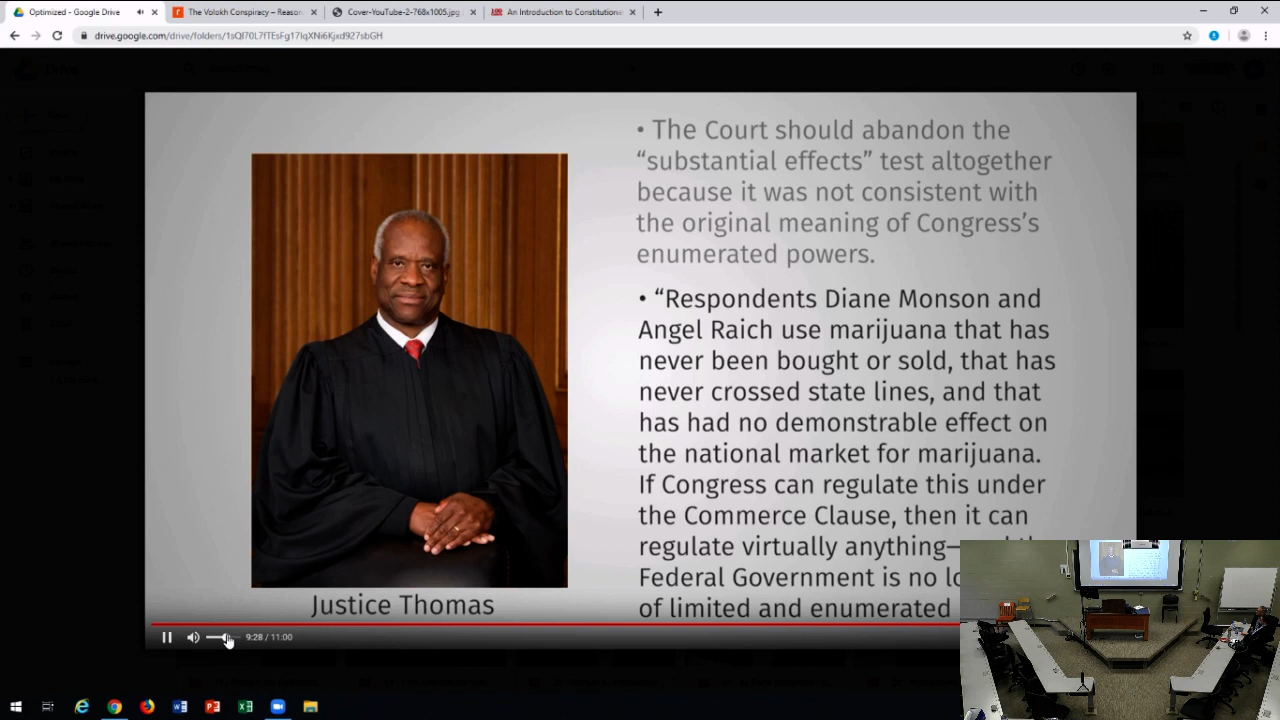 Optimized - Google Drive
The Volokh Conspiracy – Reason
Cover-YouTube-2-768x1005.jpg
An Introduction to Constitutiona
drive.google.com/drive/folders/1sQl70L7fTEsFg17lqXNi6Kjxd927sbGH
• The Court should abandon the
“substantial effects” test altogether
because it was not consistent with
the original meaning of Congress’s
enumerated powers.
• “Respondents Diane Monson and
Angel Raich use marijuana that has
never been bought or sold, that has
never crossed state lines, and that
has had no demonstrable effect on
the national market for marijuana.
If Congress can regulate this under
the Commerce Clause, then it can
regulate virtually anything—
Federal Government is no
of limited and enumerated
Justice Thomas
9:28 / 11:00